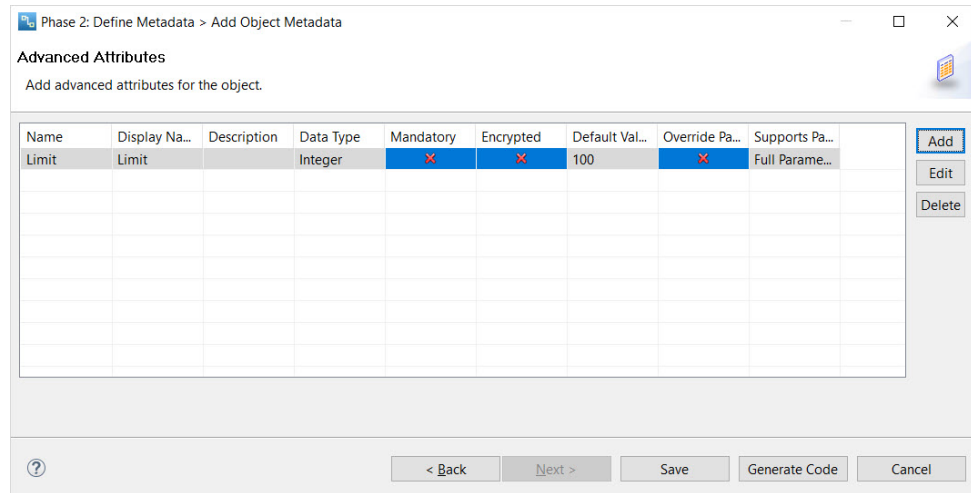 Phase 2: Define Metadata > Add Object Metadata
Advanced Attributes
Add advanced attributes for the object.
Name Display Na... Description Data Type Mandatory Encrypted Default Val... Override Pa... Supports Pa...
Limit Limit Integer 100 Full Parame...
Add
Edit
Delete
< Back Next > Save Generate Code Cancel